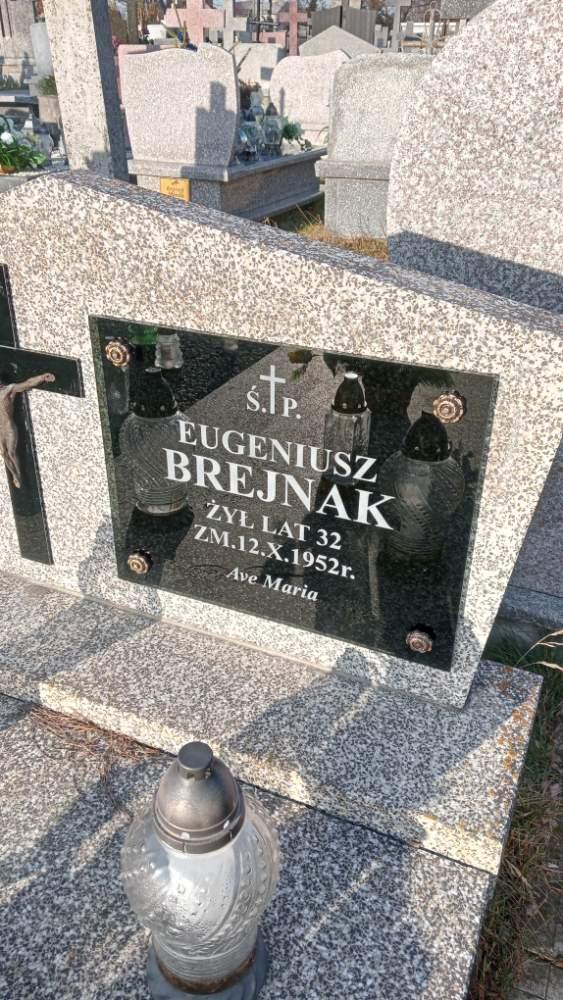 Ś.†P.
EUGENIUSZ
BREJNAK
ŻYŁ LAT 32
ZM.12.X.1952r.
Ave Maria